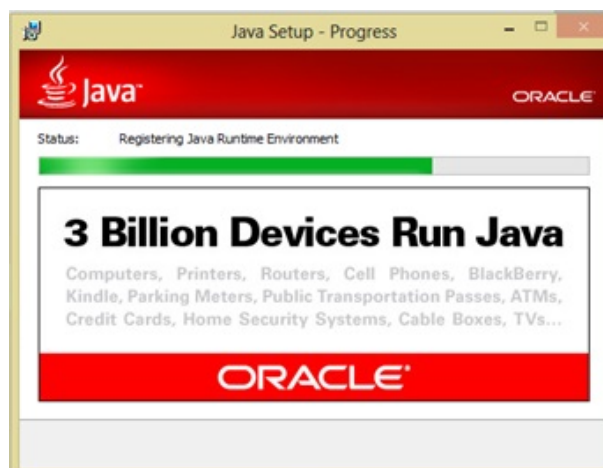 Java Setup - Progress
Java™
ORACLE
Status: Registering Java Runtime Environment
3 Billion Devices Run Java
Computers, Printers, Routers, Cell Phones, BlackBerry,
Kindle, Parking Meters, Public Transportation Passes, ATMs,
Credit Cards, Home Security Systems, Cable Boxes, TVs...
ORACLE®